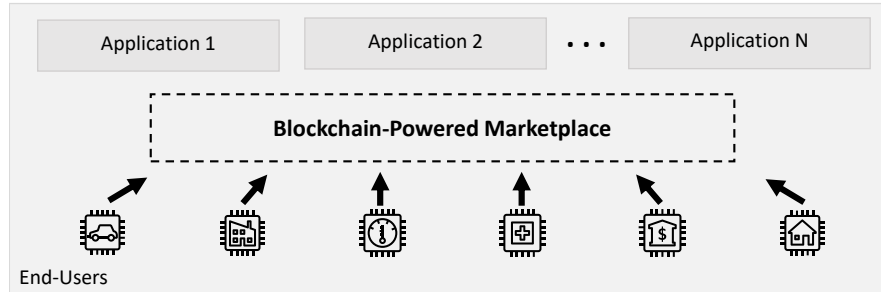 Application 1
Application 2
...
Application N
Blockchain-Powered Marketplace
$
End-Users